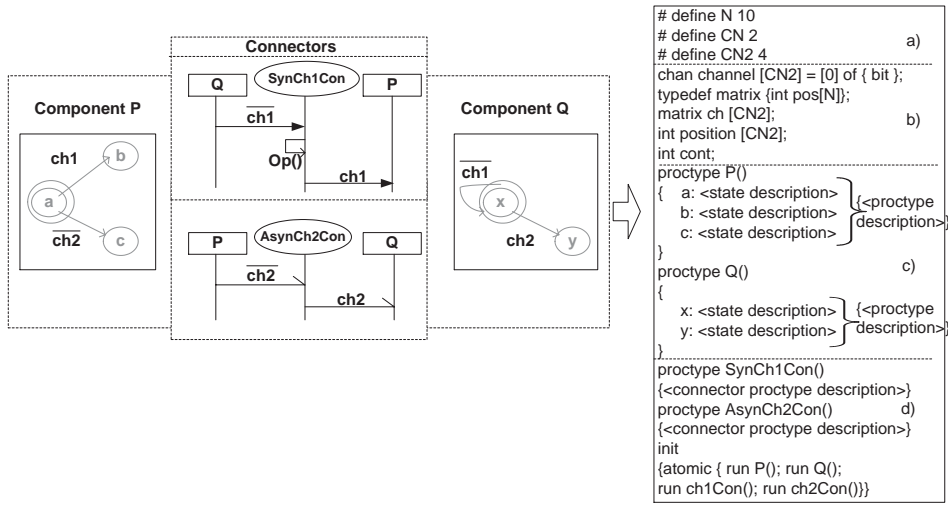 Component P
ch1
b
a
ch2
c
Connectors
Q
SynCh1Con
P
ch1
Op()
ch1
P
AsynCh2Con
Q
ch2
ch2
Component Q
ch1
x
ch2
y
# define N 10
# define CN 2
# define CN2 4
a)
chan channel [CN2] = [0] of { bit };
typedef matrix {int pos[N]};
matrix ch [CN2];
int position [CN2];
int cont;
b)
proctype P()
{ a: <state description>
b: <state description>
c: <state description>
{<proctype
description>}
}
proctype Q()
c)
{
x: <state description>
y: <state description>
{<proctype
description>}
}
proctype SynCh1Con()
{<connector proctype description>}
proctype AsynCh2Con()
d)
{<connector proctype description>}
init
{atomic { run P(); run Q();
run ch1Con(); run ch2Con()}}